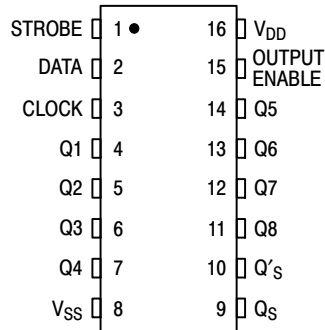 STROBE 1 16 VDD
DATA 2 15 OUTPUT ENABLE
CLOCK 3 14 Q5
Q1 4 13 Q6
Q2 5 12 Q7
Q3 6 11 Q8
Q4 7 10 Q′S
VSS 8 9 QS